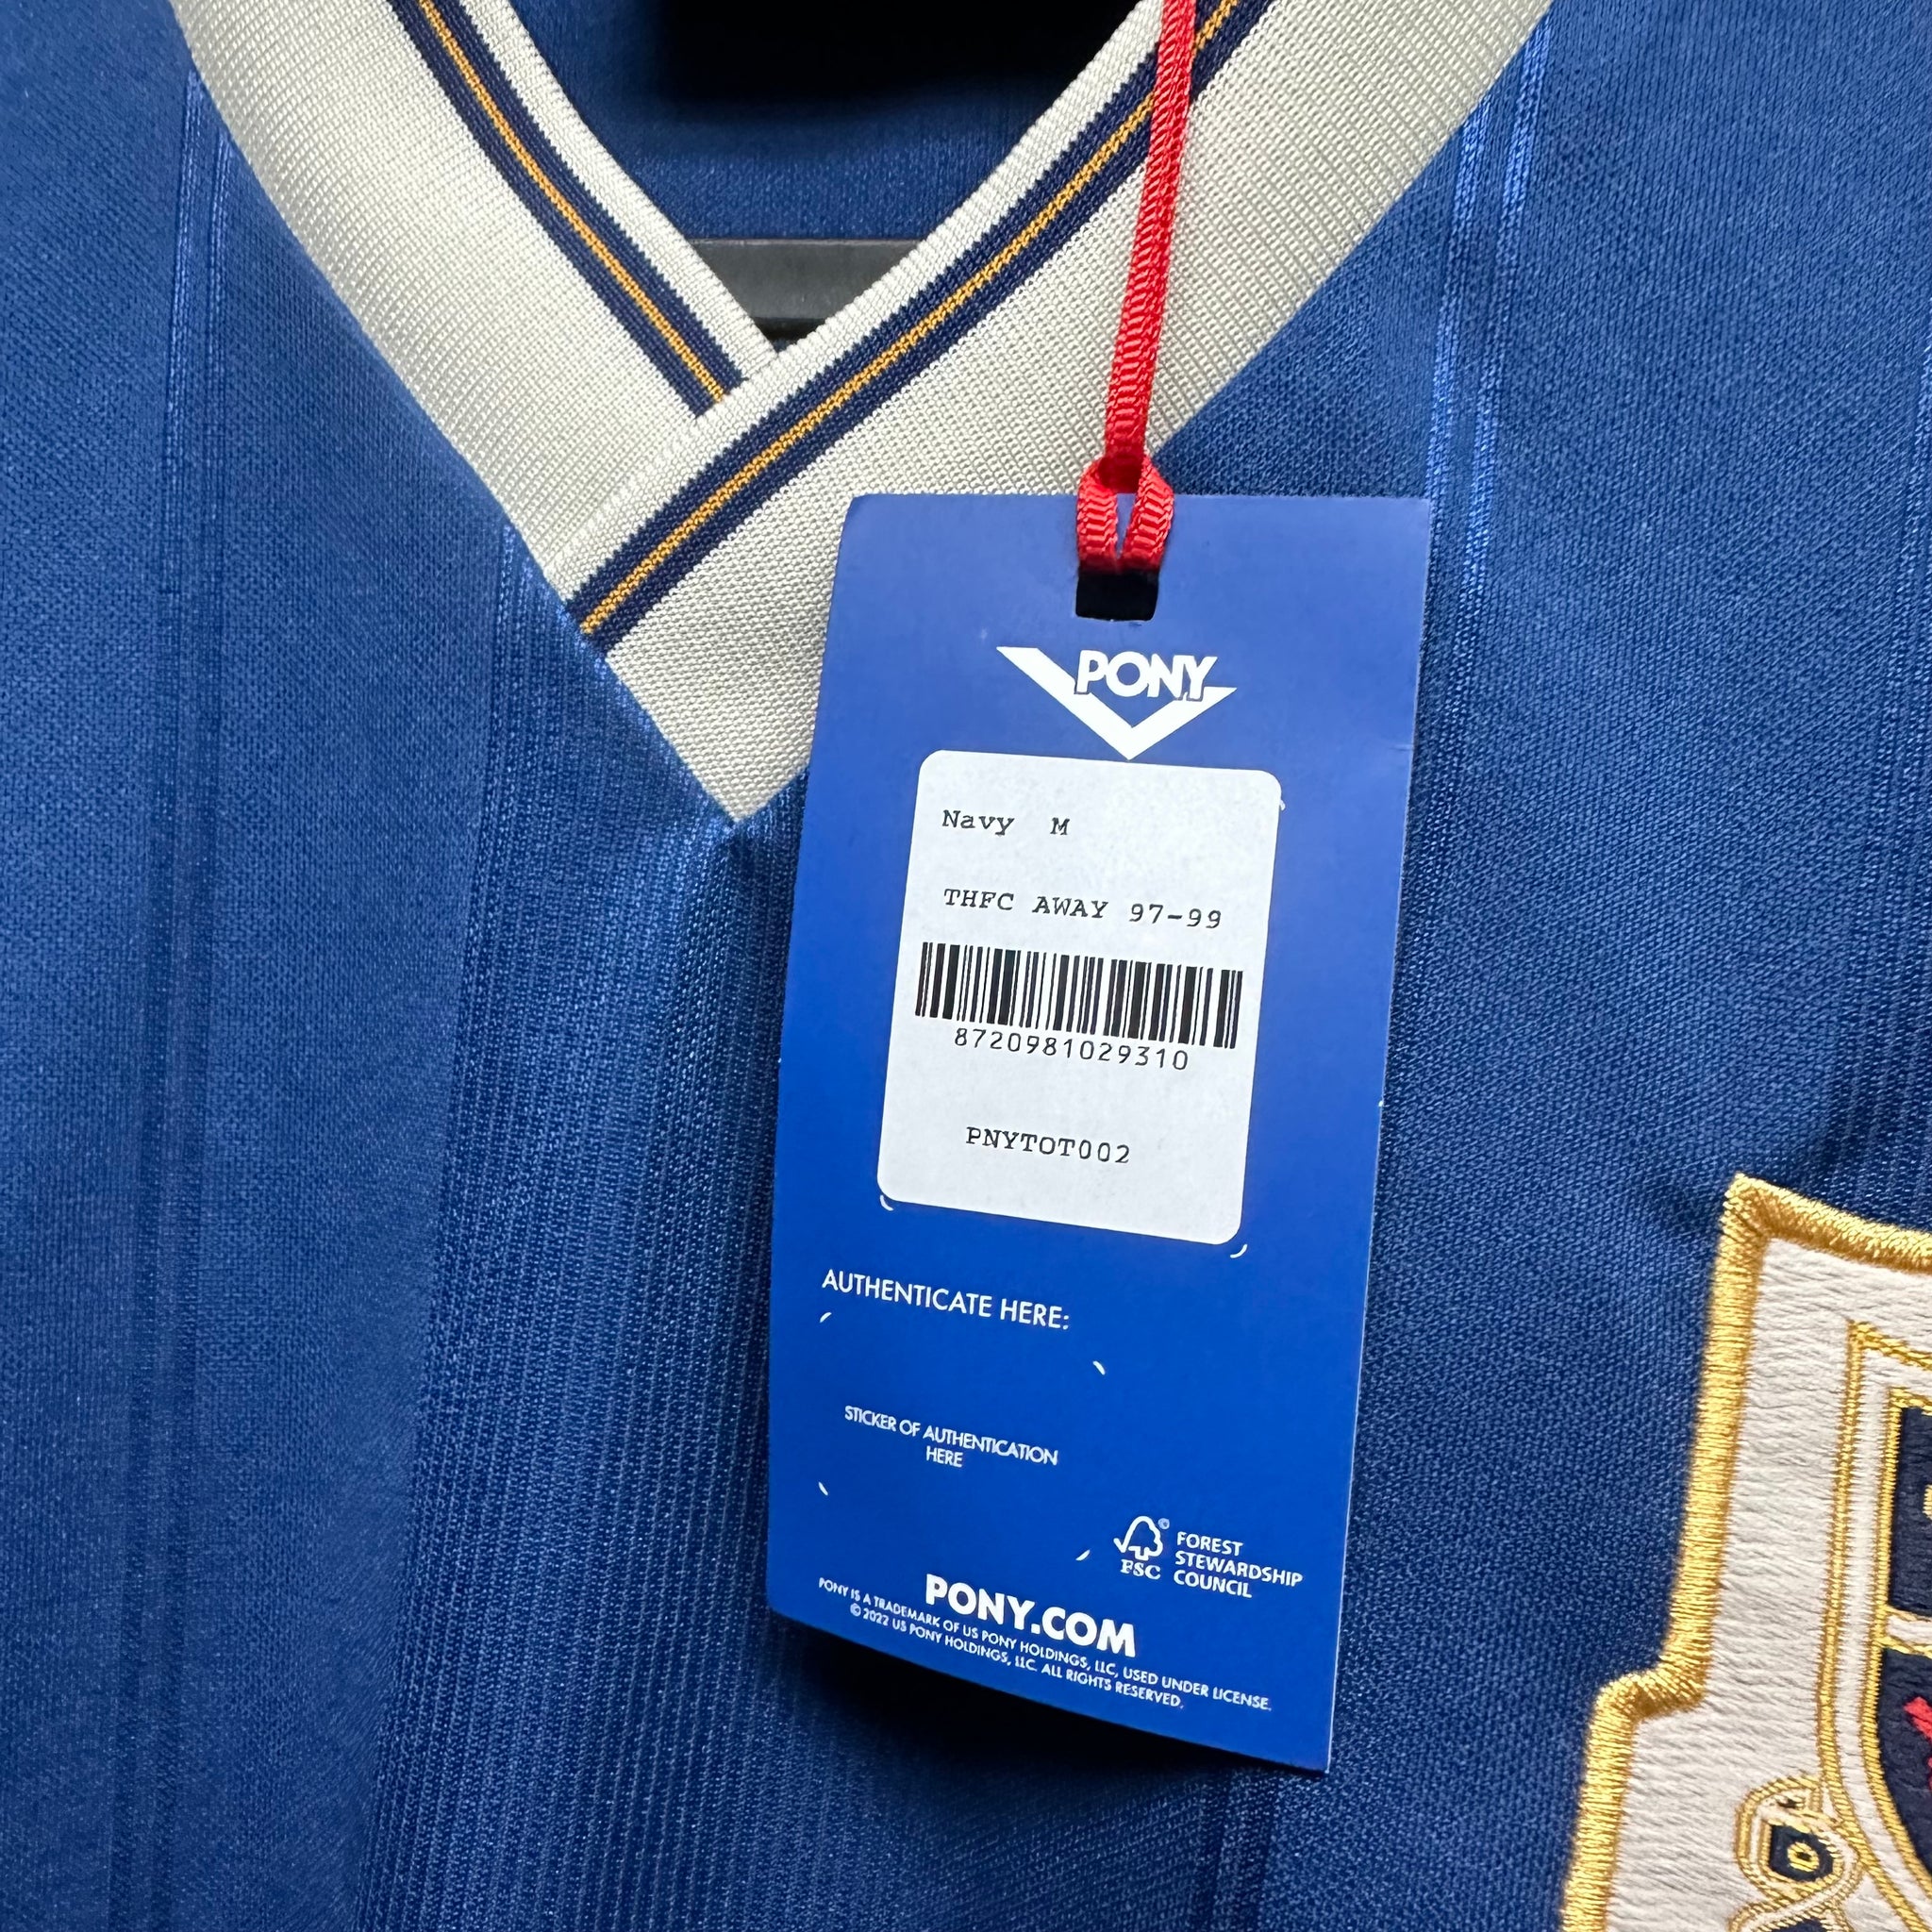 PONY
Navy M
THFC AWAY 97-99
8720981029310
PNYTOT002
AUTHENTICATE HERE:
STICKER OF AUTHENTICATION
HERE
FSC
©
FOREST
STEWARDSHIP
COUNCIL
PONY.COM
PONY IS A TRADEMARK OF US PONY HOLDINGS, LLC, USED UNDER LICENSE.
© 2022 US PONY HOLDINGS, LLC. ALL RIGHTS RESERVED.